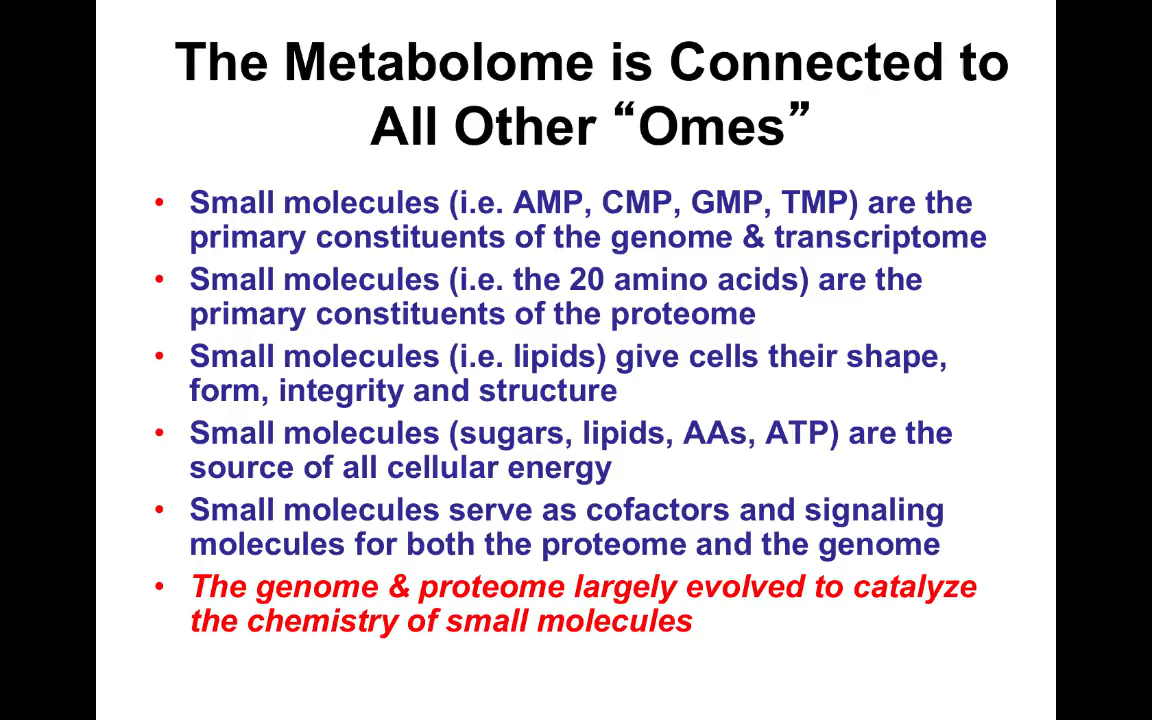 The Metabolome is Connected to
All Other “Omes”
• Small molecules (i.e. AMP, CMP, GMP, TMP) are the
primary constituents of the genome & transcriptome
• Small molecules (i.e. the 20 amino acids) are the
primary constituents of the proteome
• Small molecules (i.e. lipids) give cells their shape,
form, integrity and structure
• Small molecules (sugars, lipids, AAs, ATP) are the
source of all cellular energy
• Small molecules serve as cofactors and signaling
molecules for both the proteome and the genome
• The genome & proteome largely evolved to catalyze
the chemistry of small molecules